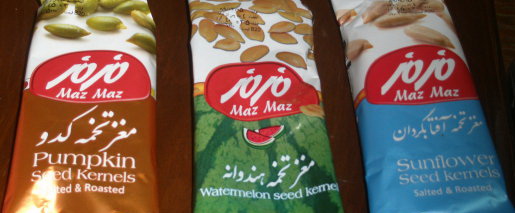 مزمز
Maz Maz
مغز تخمه کدو
Pumpkin
Seed Kernels
Salted & Roasted
مزمز
Maz Maz
مغز تخمه هندوانه
Watermelon seed kernel
مزمز
Maz Maz
مغز تخمه آفتابگردان
Sunflower
Seed kernels
Salted & Roasted